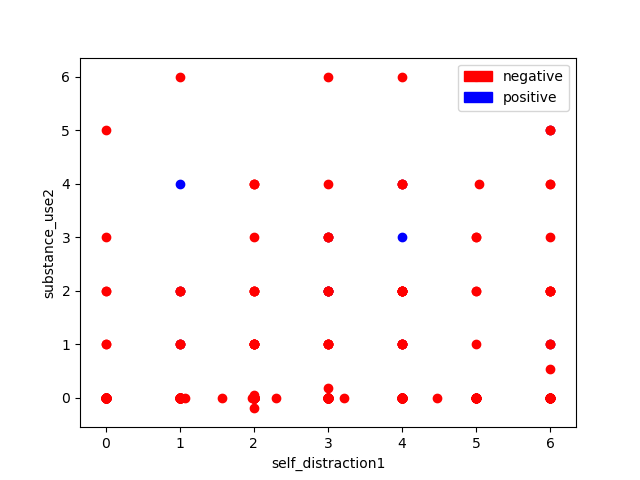 negative
positive
6
5
4
3
2
1
0
substance_use2
0 1 2 3 4 5 6
self_distraction1